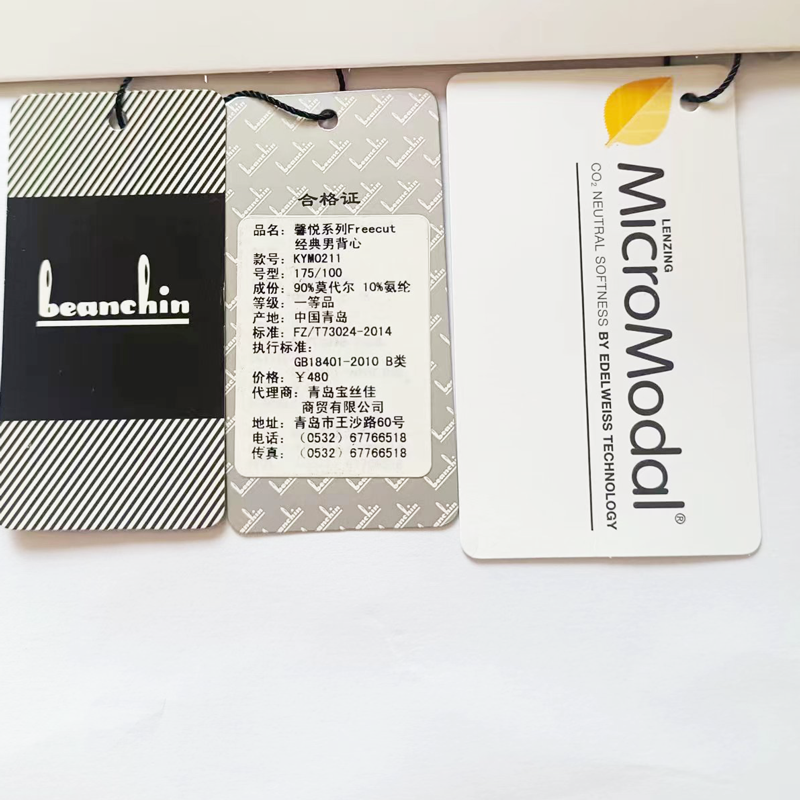 beanchin
合格证
品名：馨悦系列Freecut
经典男背心
款号：KYM0211
号型：175/100
成份：90%莫代尔 10%氨纶
等级：一等品
产地：中国青岛
标准：FZ/T73024-2014
执行标准：
GB18401-2010 B类
价格：￥480
代理商：青岛宝丝佳
商贸有限公司
地址：青岛市王沙路60号
电话：（0532）67766518
传真：（0532）67766518
LENZING
MicroModal®
CO₂ NEUTRAL SOFTNESS BY EDELWEISS TECHNOLOGY